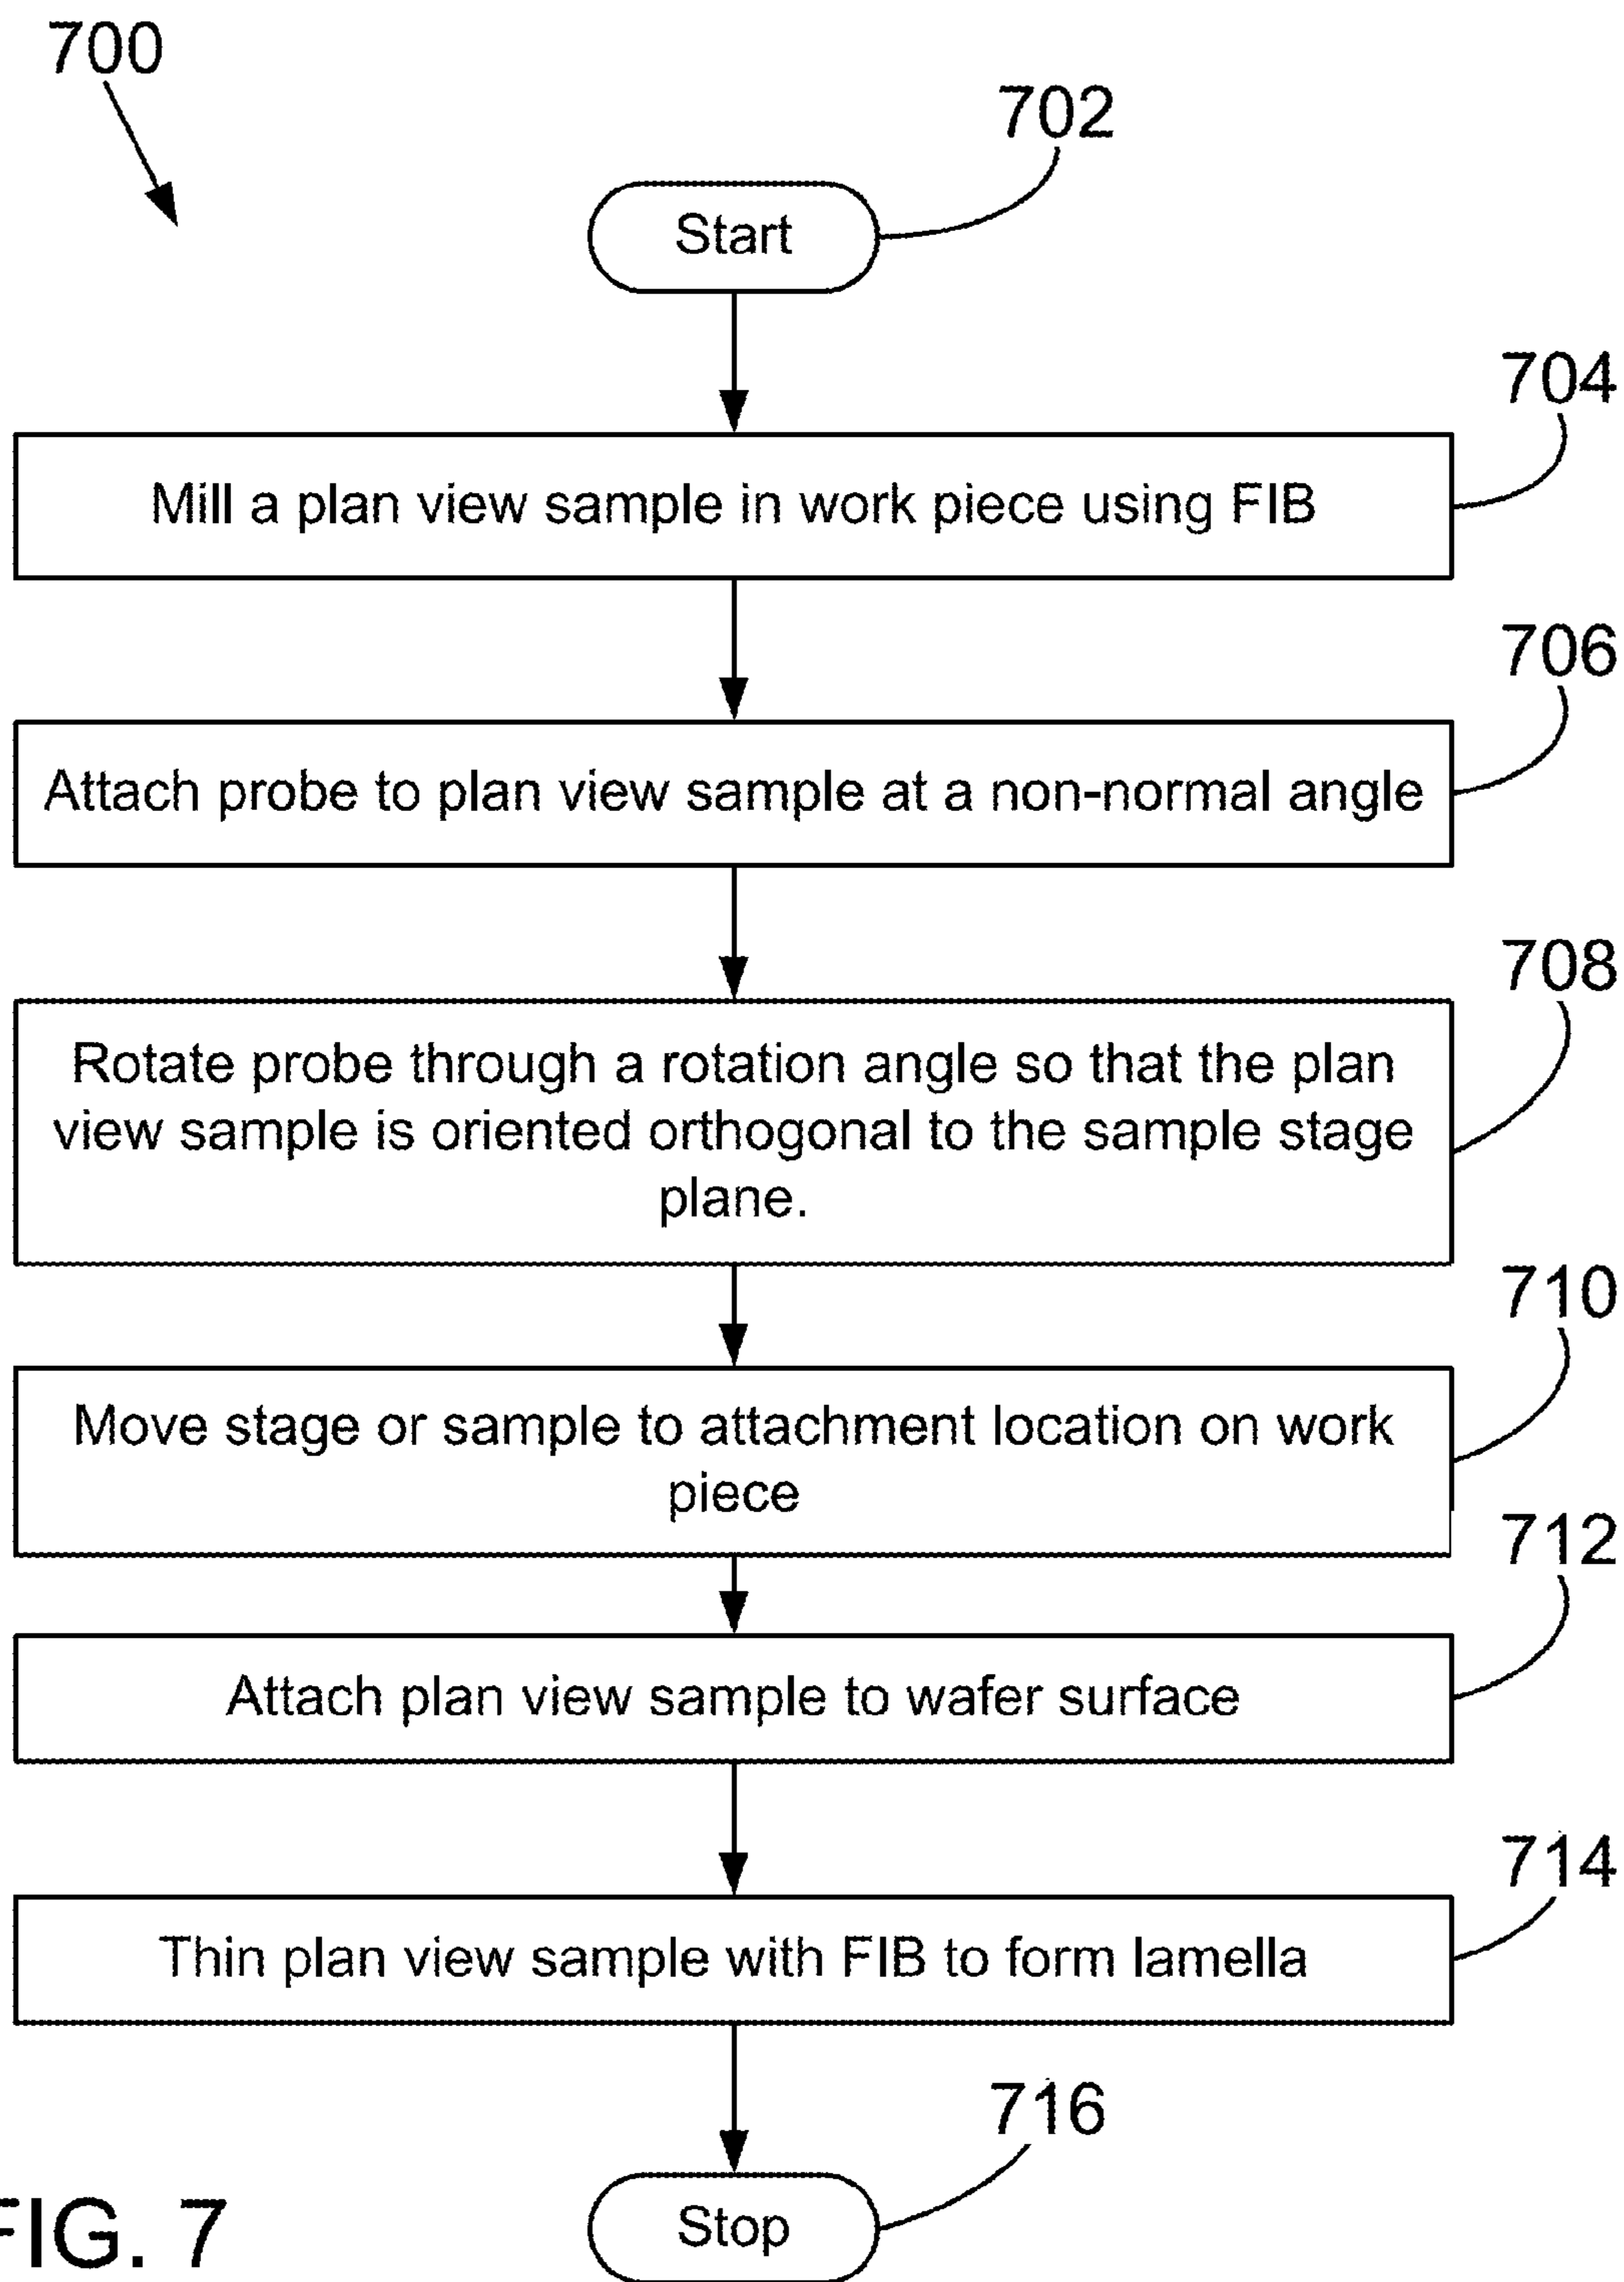 700
702
Start
704
Mill a plan view sample in work piece using FIB
706
Attach probe to plan view sample at a non-normal angle
708
Rotate probe through a rotation angle so that the plan
view sample is oriented orthogonal to the sample stage
plane.
710
Move stage or sample to attachment location on work
piece
712
Attach plan view sample to wafer surface
714
Thin plan view sample with FIB to form lamella
716
Stop
FIG. 7